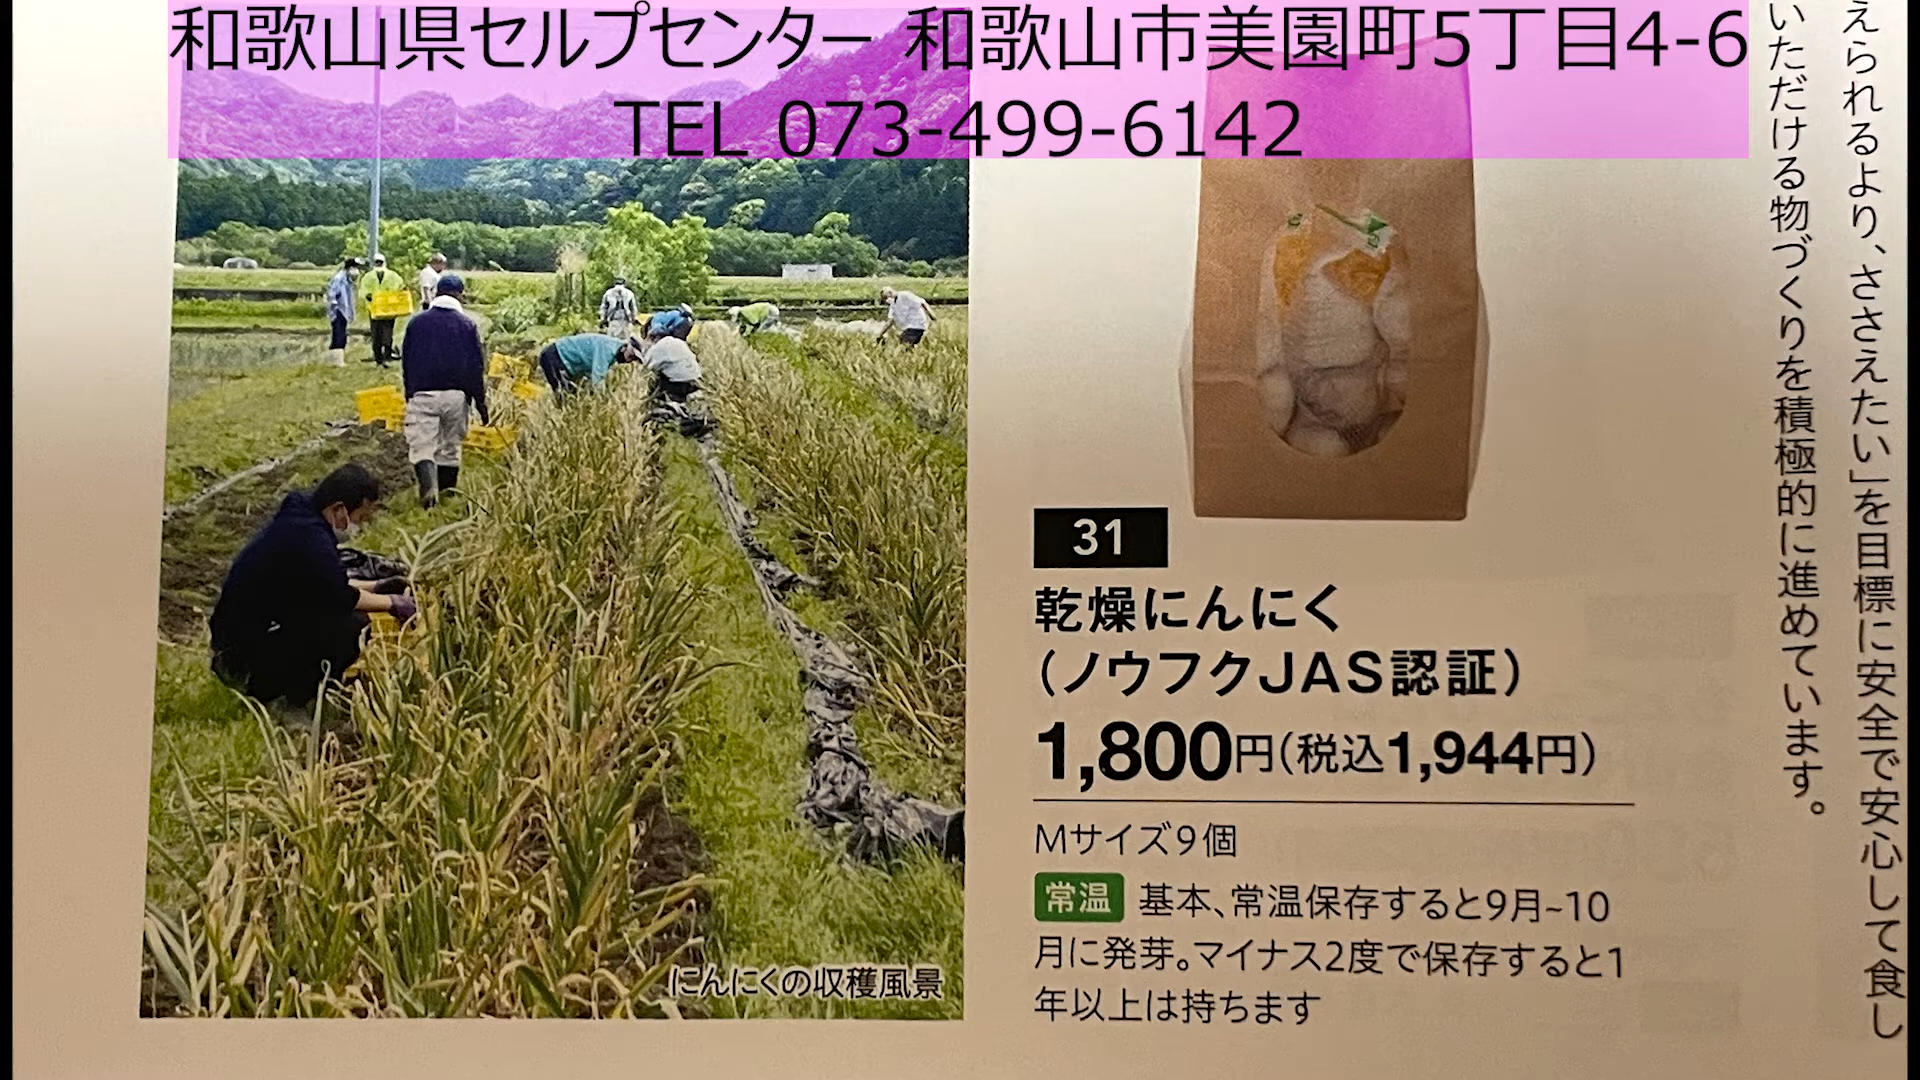 和歌山県セルプセンター 和歌山市美園町5丁目4-6
TEL 073-499-6142
えられるより、ささえたい」を目標に安全で安心して食し
いただける物づくりを積極的に進めています。
31
乾燥にんにく
(ノウフクJAS認証)
1,800円(税込1,944円)
Mサイズ9個
常温 基本、常温保存すると9月~10
月に発芽。マイナス2度で保存すると1
年以上は持ちます
にんにくの収穫風景